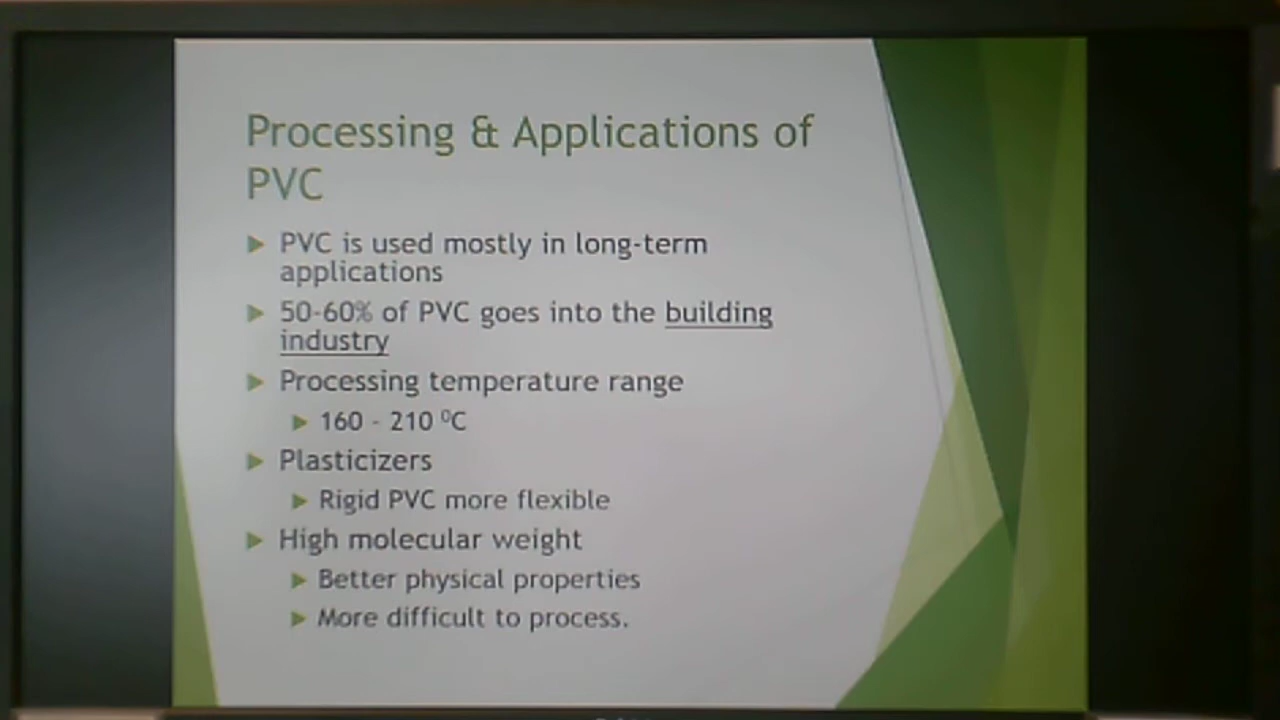 Processing & Applications of
PVC
PVC is used mostly in long-term
applications
50-60% of PVC goes into the building
industry
Processing temperature range
160 - 210 ⁰C
Plasticizers
Rigid PVC more flexible
High molecular weight
Better physical properties
More difficult to process.